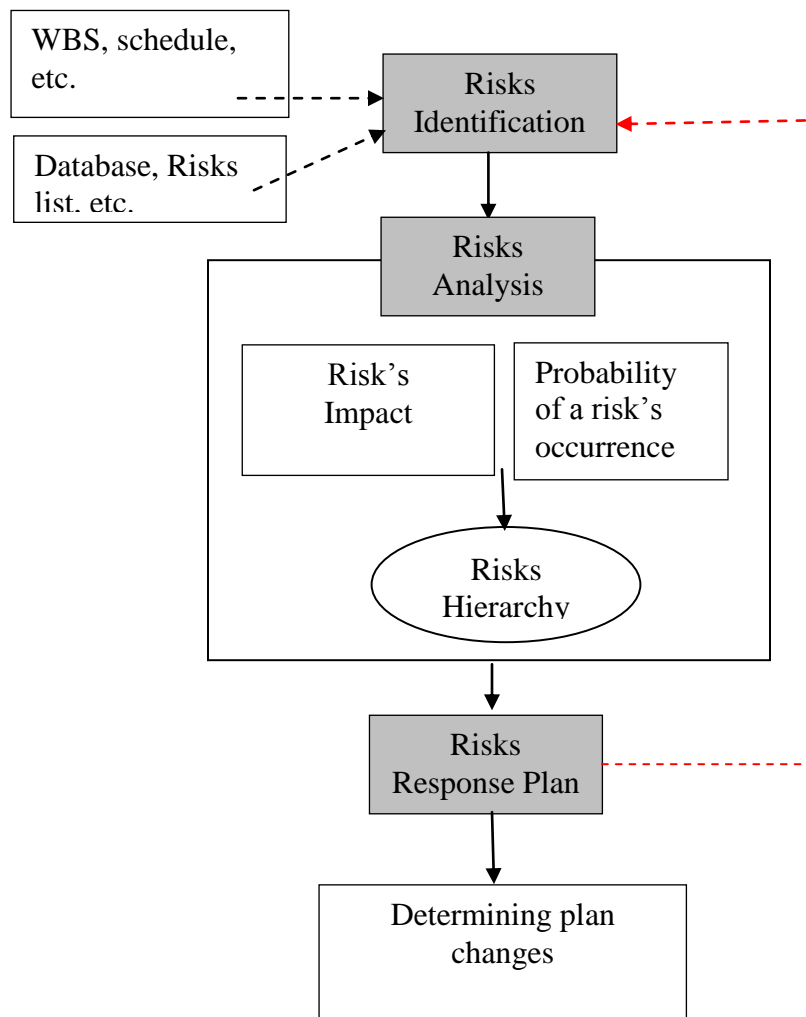 WBS, schedule,
etc.
Risks
Identification
Database, Risks
list, etc.
Risks
Analysis
Risk’s
Impact
Probability
of a risk’s
occurrence
Risks
Hierarchy
Risks
Response Plan
Determining plan
changes